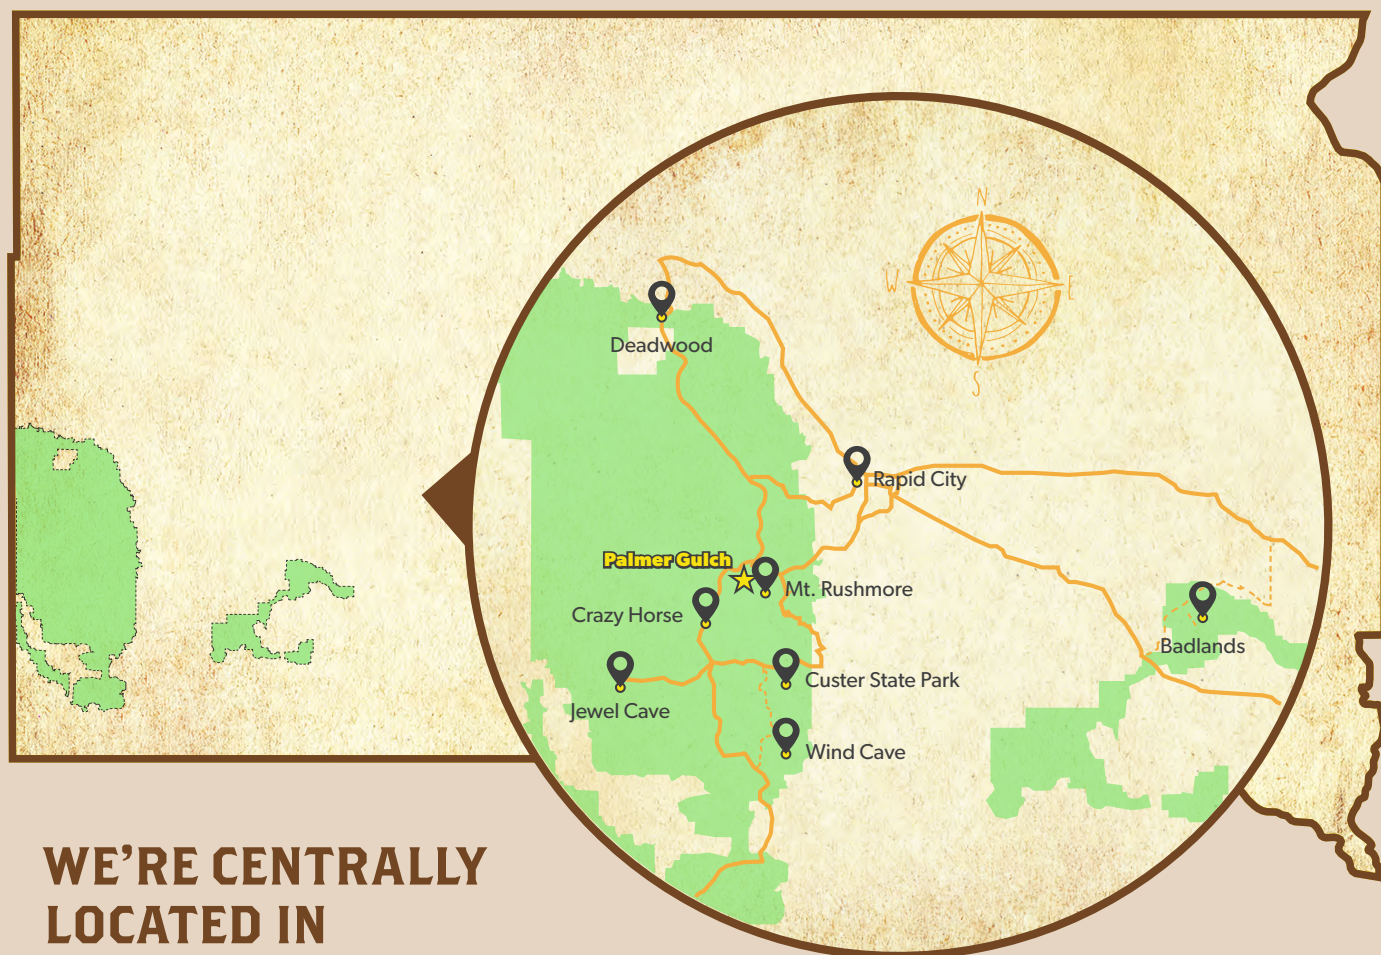 N
W
E
S
Deadwood
Rapid City
Palmer Gulch
Mt. Rushmore
Crazy Horse
Badlands
Custer State Park
Jewel Cave
Wind Cave
WE’RE CENTRALLY
LOCATED IN